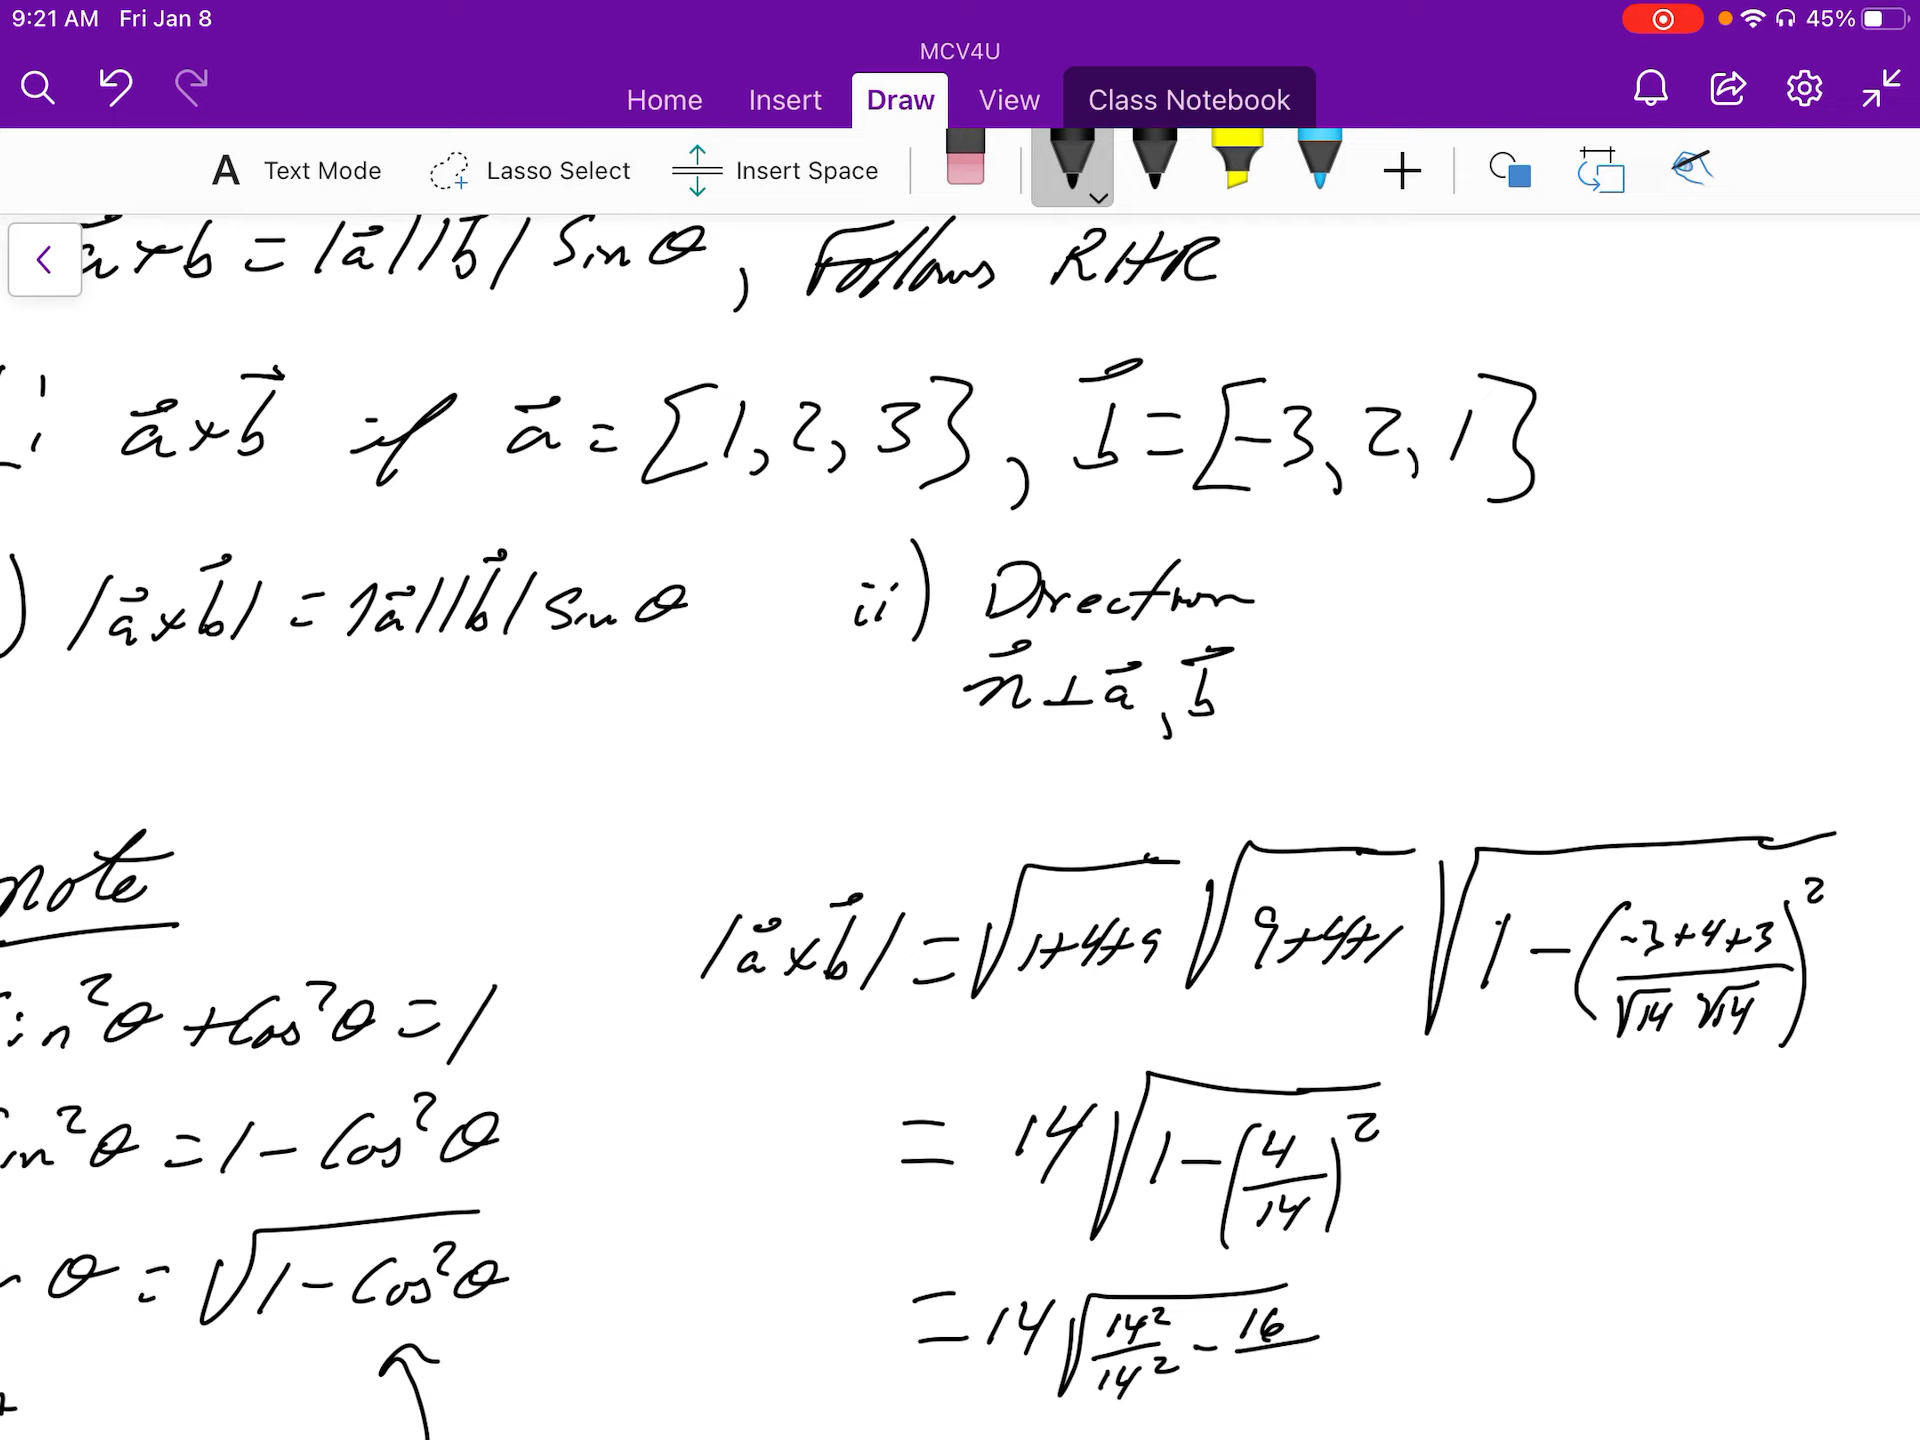 9:21 AM Fri Jan 8 45%
MCV4U
Home Insert Draw View Class Notebook
A Text Mode Lasso Select Insert Space
a⃗×b = |a⃗||b⃗| Sin θ, Follows RHR
: a⃗×b⃗ if a⃗ = [1, 2, 3], b⃗ = [-3, 2, 1]
) |a⃗×b⃗| = |a⃗||b⃗| Sin θ ii) Direction
n⃗ ⊥ a⃗, b⃗
note
|a⃗×b⃗| = √(1+4+9) √(9+4+1) √(1 - ((-3+4+3)/(√14 √14))²)
in²θ + Cos²θ = 1
= 14√(1 - (4/14)²)
in²θ = 1 - Cos²θ
θ = √(1 - Cos²θ)
= 14√(14²/14² - 16/